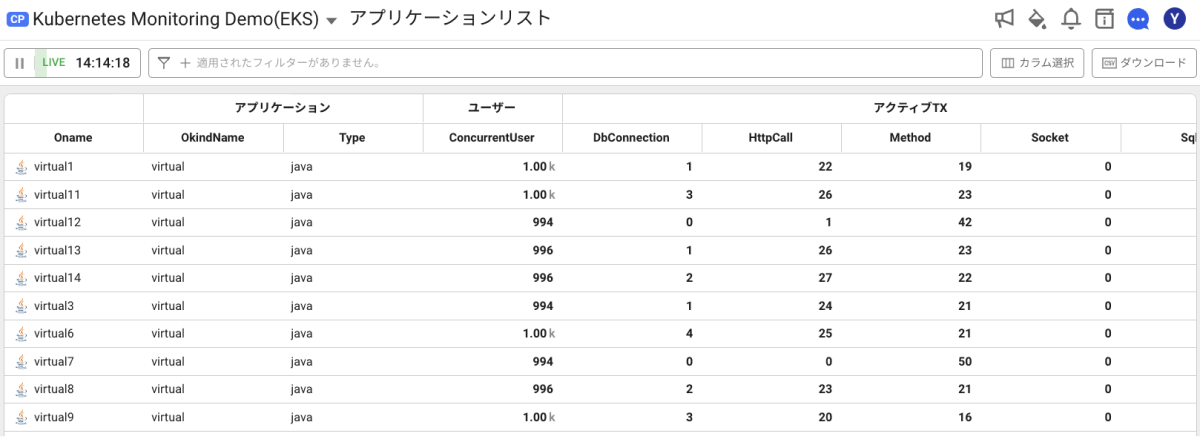 CP Kubernetes Monitoring Demo(EKS) アプリケーションリスト Y
LIVE 14:14:18 適用されたフィルターがありません。 カラム選択 CSV ダウンロード
アプリケーション ユーザー アクティブTX
Oname OkindName Type ConcurrentUser DbConnection HttpCall Method Socket Sql
virtual1 virtual java 1.00 k 1 22 19 0
virtual11 virtual java 1.00 k 3 26 23 0
virtual12 virtual java 994 0 1 42 0
virtual13 virtual java 996 1 26 23 0
virtual14 virtual java 996 2 27 22 0
virtual3 virtual java 994 1 24 21 0
virtual6 virtual java 1.00 k 4 25 21 0
virtual7 virtual java 994 0 0 50 0
virtual8 virtual java 996 2 23 21 0
virtual9 virtual java 1.00 k 3 20 16 0